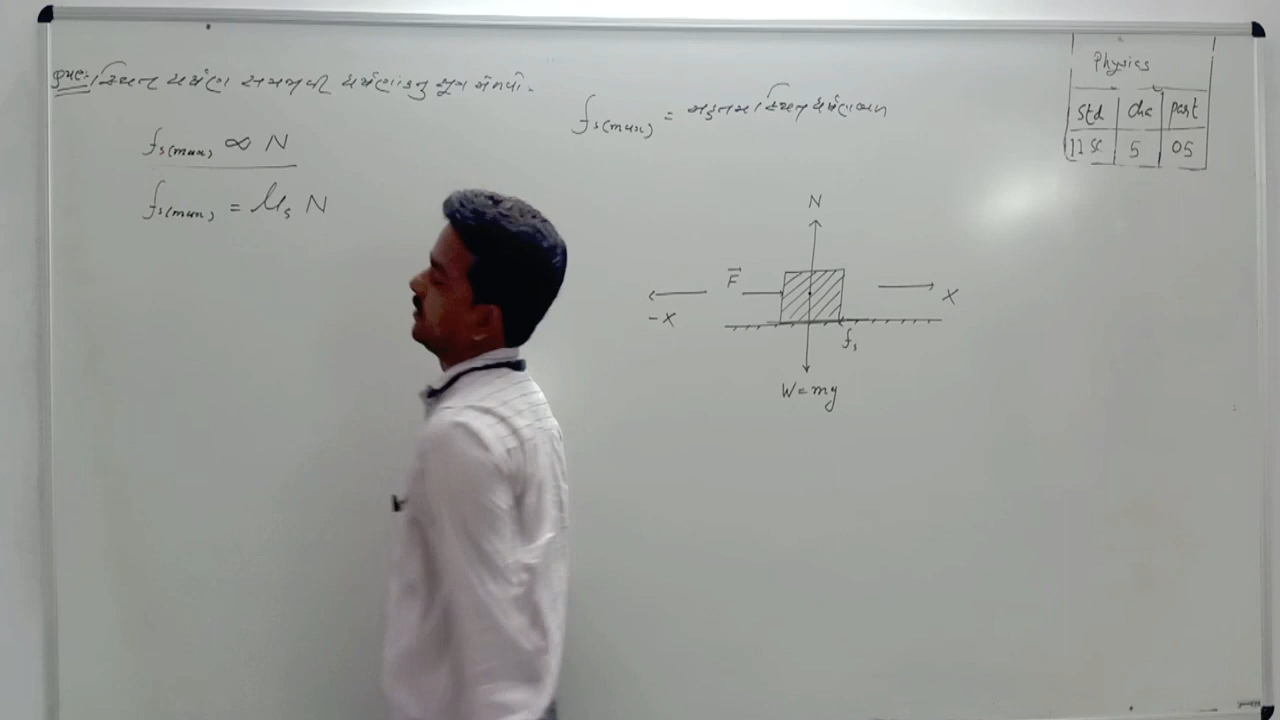 પ્રશ્ન: સ્થિત ઘર્ષણ સમજાવી ઘર્ષણાંકનુ સૂત્ર મેળવો.
fs(max) ∝ N
fs(max) = μs N
fs(max) = મહત્તમ સ્થિત ઘર્ષણબળ
Physics
Std cha part
11 sc 5 05
N
F⃗
-X
X
fs
W=mg